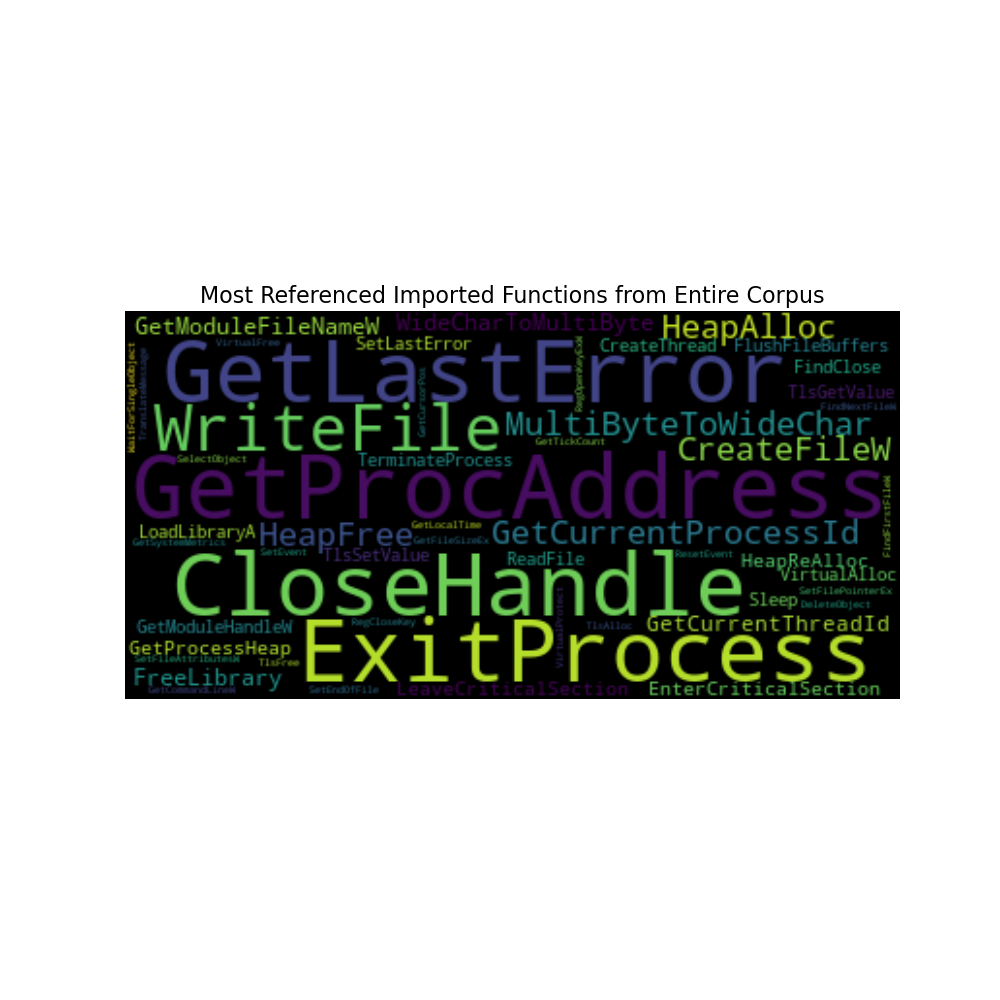 Most Referenced Imported Functions from Entire Corpus
GetModuleFileNameW
WideCharToMultiByte
HeapAlloc
VirtualFree
SetLastError
CreateThread
FlushFileBuffers
WaitForSingleObject
TranslateMessage
GetLastError
GetCursorPos
RegOpenKeyExW
FindClose
TlsGetValue
FindNextFileW
WriteFile
MultiByteToWideChar
GetTickCount
CreateFileW
SelectObject
TerminateProcess
GetProcAddress
FindFirstFileW
LoadLibraryA
HeapFree
GetLocalTime
GetCurrentProcessId
GetSystemMetrics
GetFileSizeEx
SetEvent
TlsSetValue
ReadFile
ResetEvent
HeapReAlloc
VirtualAlloc
CloseHandle
VirtualProtect
SetFilePointerEx
Sleep
DeleteObject
GetModuleHandleW
RegCloseKey
TlsAlloc
GetCurrentThreadId
GetProcessHeap
ExitProcess
SetFileAttributesW
TlsFree
FreeLibrary
GetCommandLineW
SetEndOfFile
LeaveCriticalSection
EnterCriticalSection